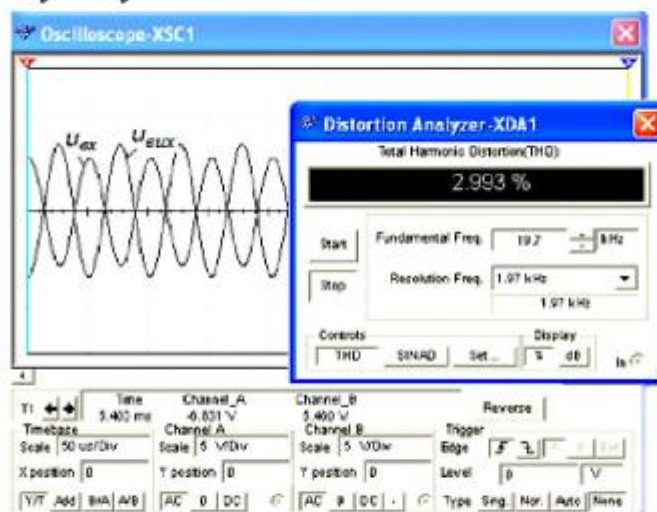 Oscilloscope-XSC1
Distortion Analyzer-XDA1
Total Harmonic Distortion(THD)
2.993 %
Start
Fundamental Freq. 19.7 kHz
Stop
Resolution Freq. 1.97 kHz
1.97 kHz
Controls
Display
THD SINAD Set... % dB In
T1 Time Channel_A Channel_B
5.400 ms -6.831 V 5.460 V
Reverse
Timebase Channel A Channel B Trigger
Scale 50 us/Div Scale 5 V/Div Scale 5 V/Div Edge
X position 0 Y position 0 Y position 0 Level 0 V
Y/T Add B/A A/B AC 0 DC AC 0 DC - Type Sing. Nor. Auto None